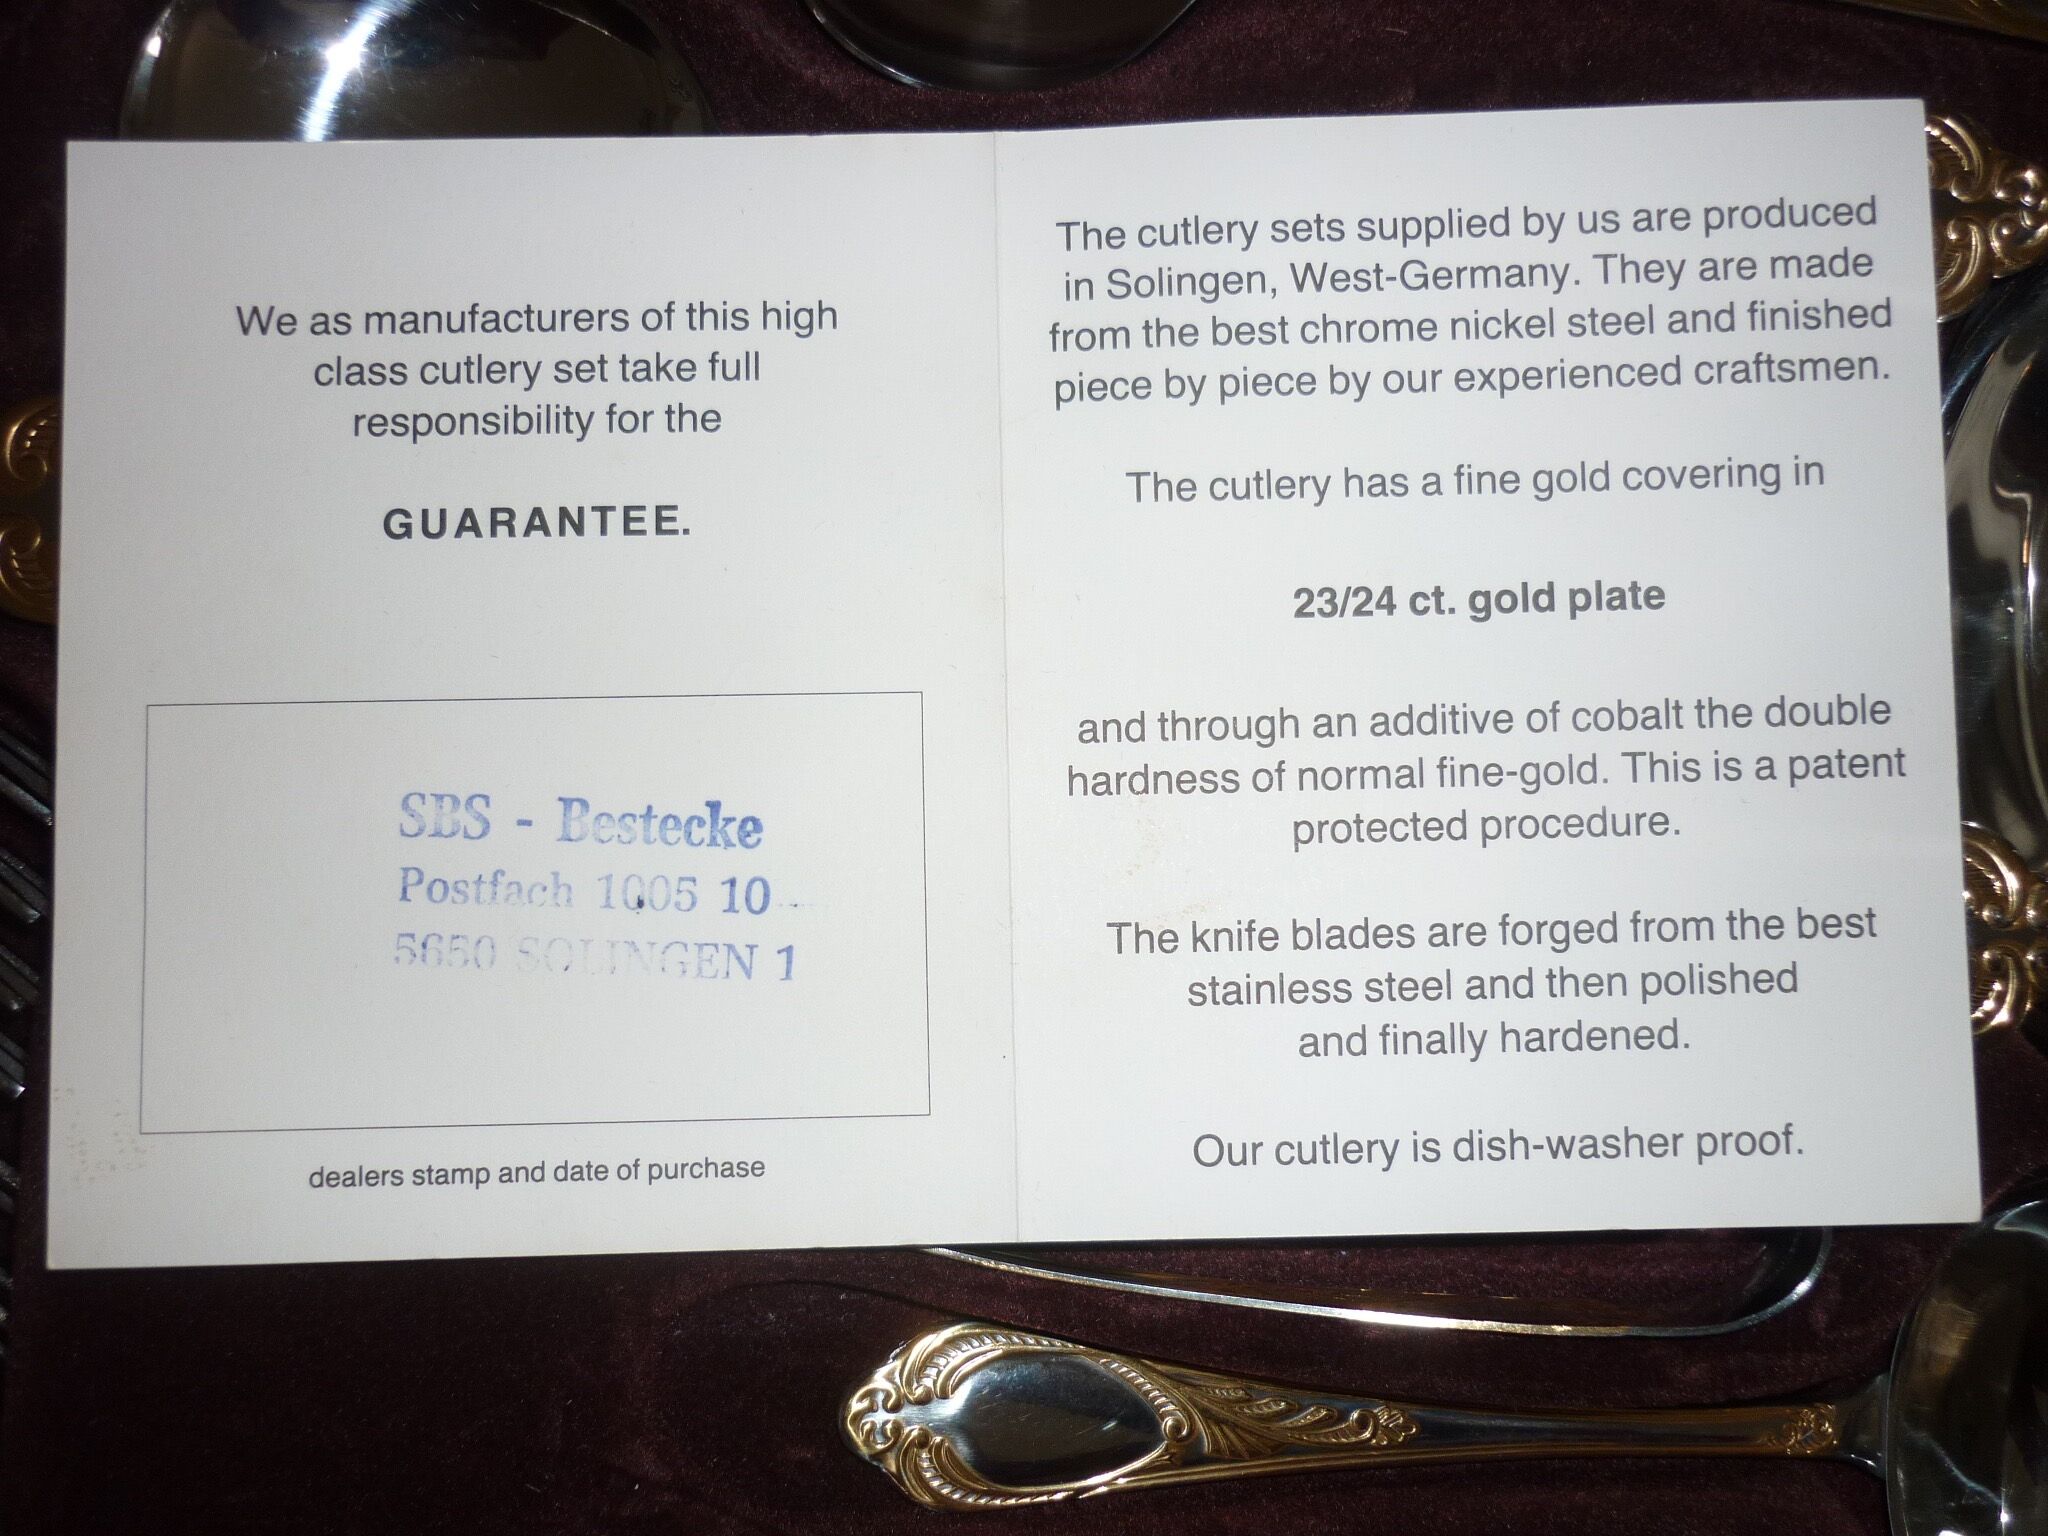 We as manufacturers of this high
class cutlery set take full
responsibility for the
GUARANTEE.
SBS - Bestecke
Postfach 1005 10
5650 SOLINGEN 1
dealers stamp and date of purchase
The cutlery sets supplied by us are produced
in Solingen, West-Germany. They are made
from the best chrome nickel steel and finished
piece by piece by our experienced craftsmen.
The cutlery has a fine gold covering in
23/24 ct. gold plate
and through an additive of cobalt the double
hardness of normal fine-gold. This is a patent
protected procedure.
The knife blades are forged from the best
stainless steel and then polished
and finally hardened.
Our cutlery is dish-washer proof.